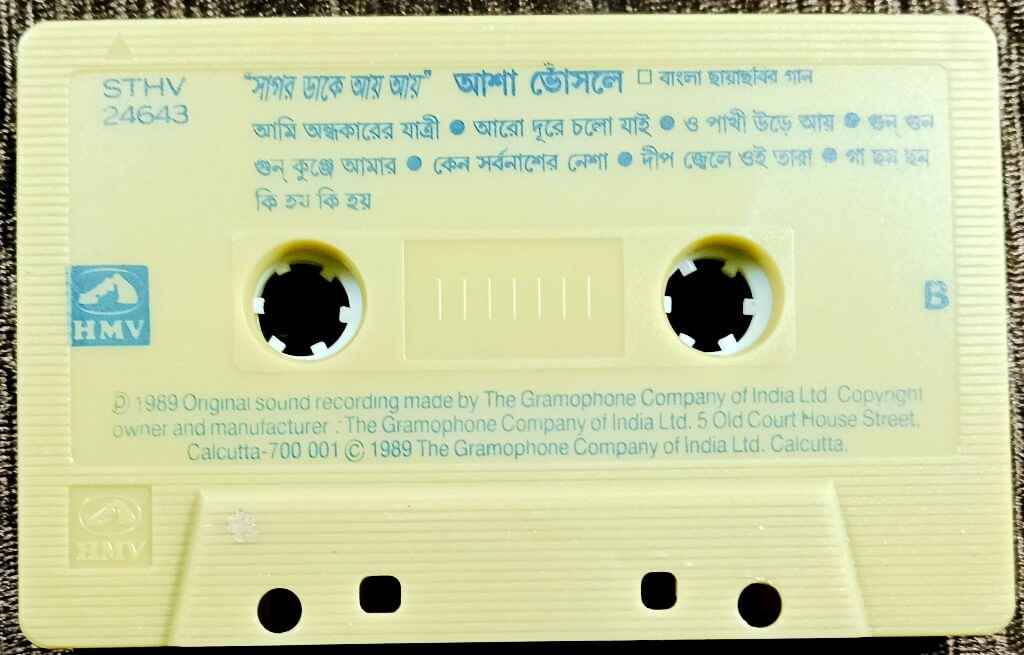 STHV
24643
"সাগর ডাকে আয় আয়" আশা ভোঁসলে □ বাংলা ছায়াছবির গান
আমি অন্ধকারের যাত্রী ● আরো দূরে চলো যাই ● ও পাখী উড়ে আয় ● গুন্ গুন
গুন্ কুঞ্জে আমার ● কেন সর্বনাশের নেশা ● দীপ জ্বেলে ওই তারা ● গা ছম ছম
কি হয় কি হয়
HMV
B
Ⓟ 1989 Original sound recording made by The Gramophone Company of India Ltd. Copyright
owner and manufacturer : The Gramophone Company of India Ltd. 5 Old Court House Street,
Calcutta-700 001 © 1989 The Gramophone Company of India Ltd. Calcutta.
HMV